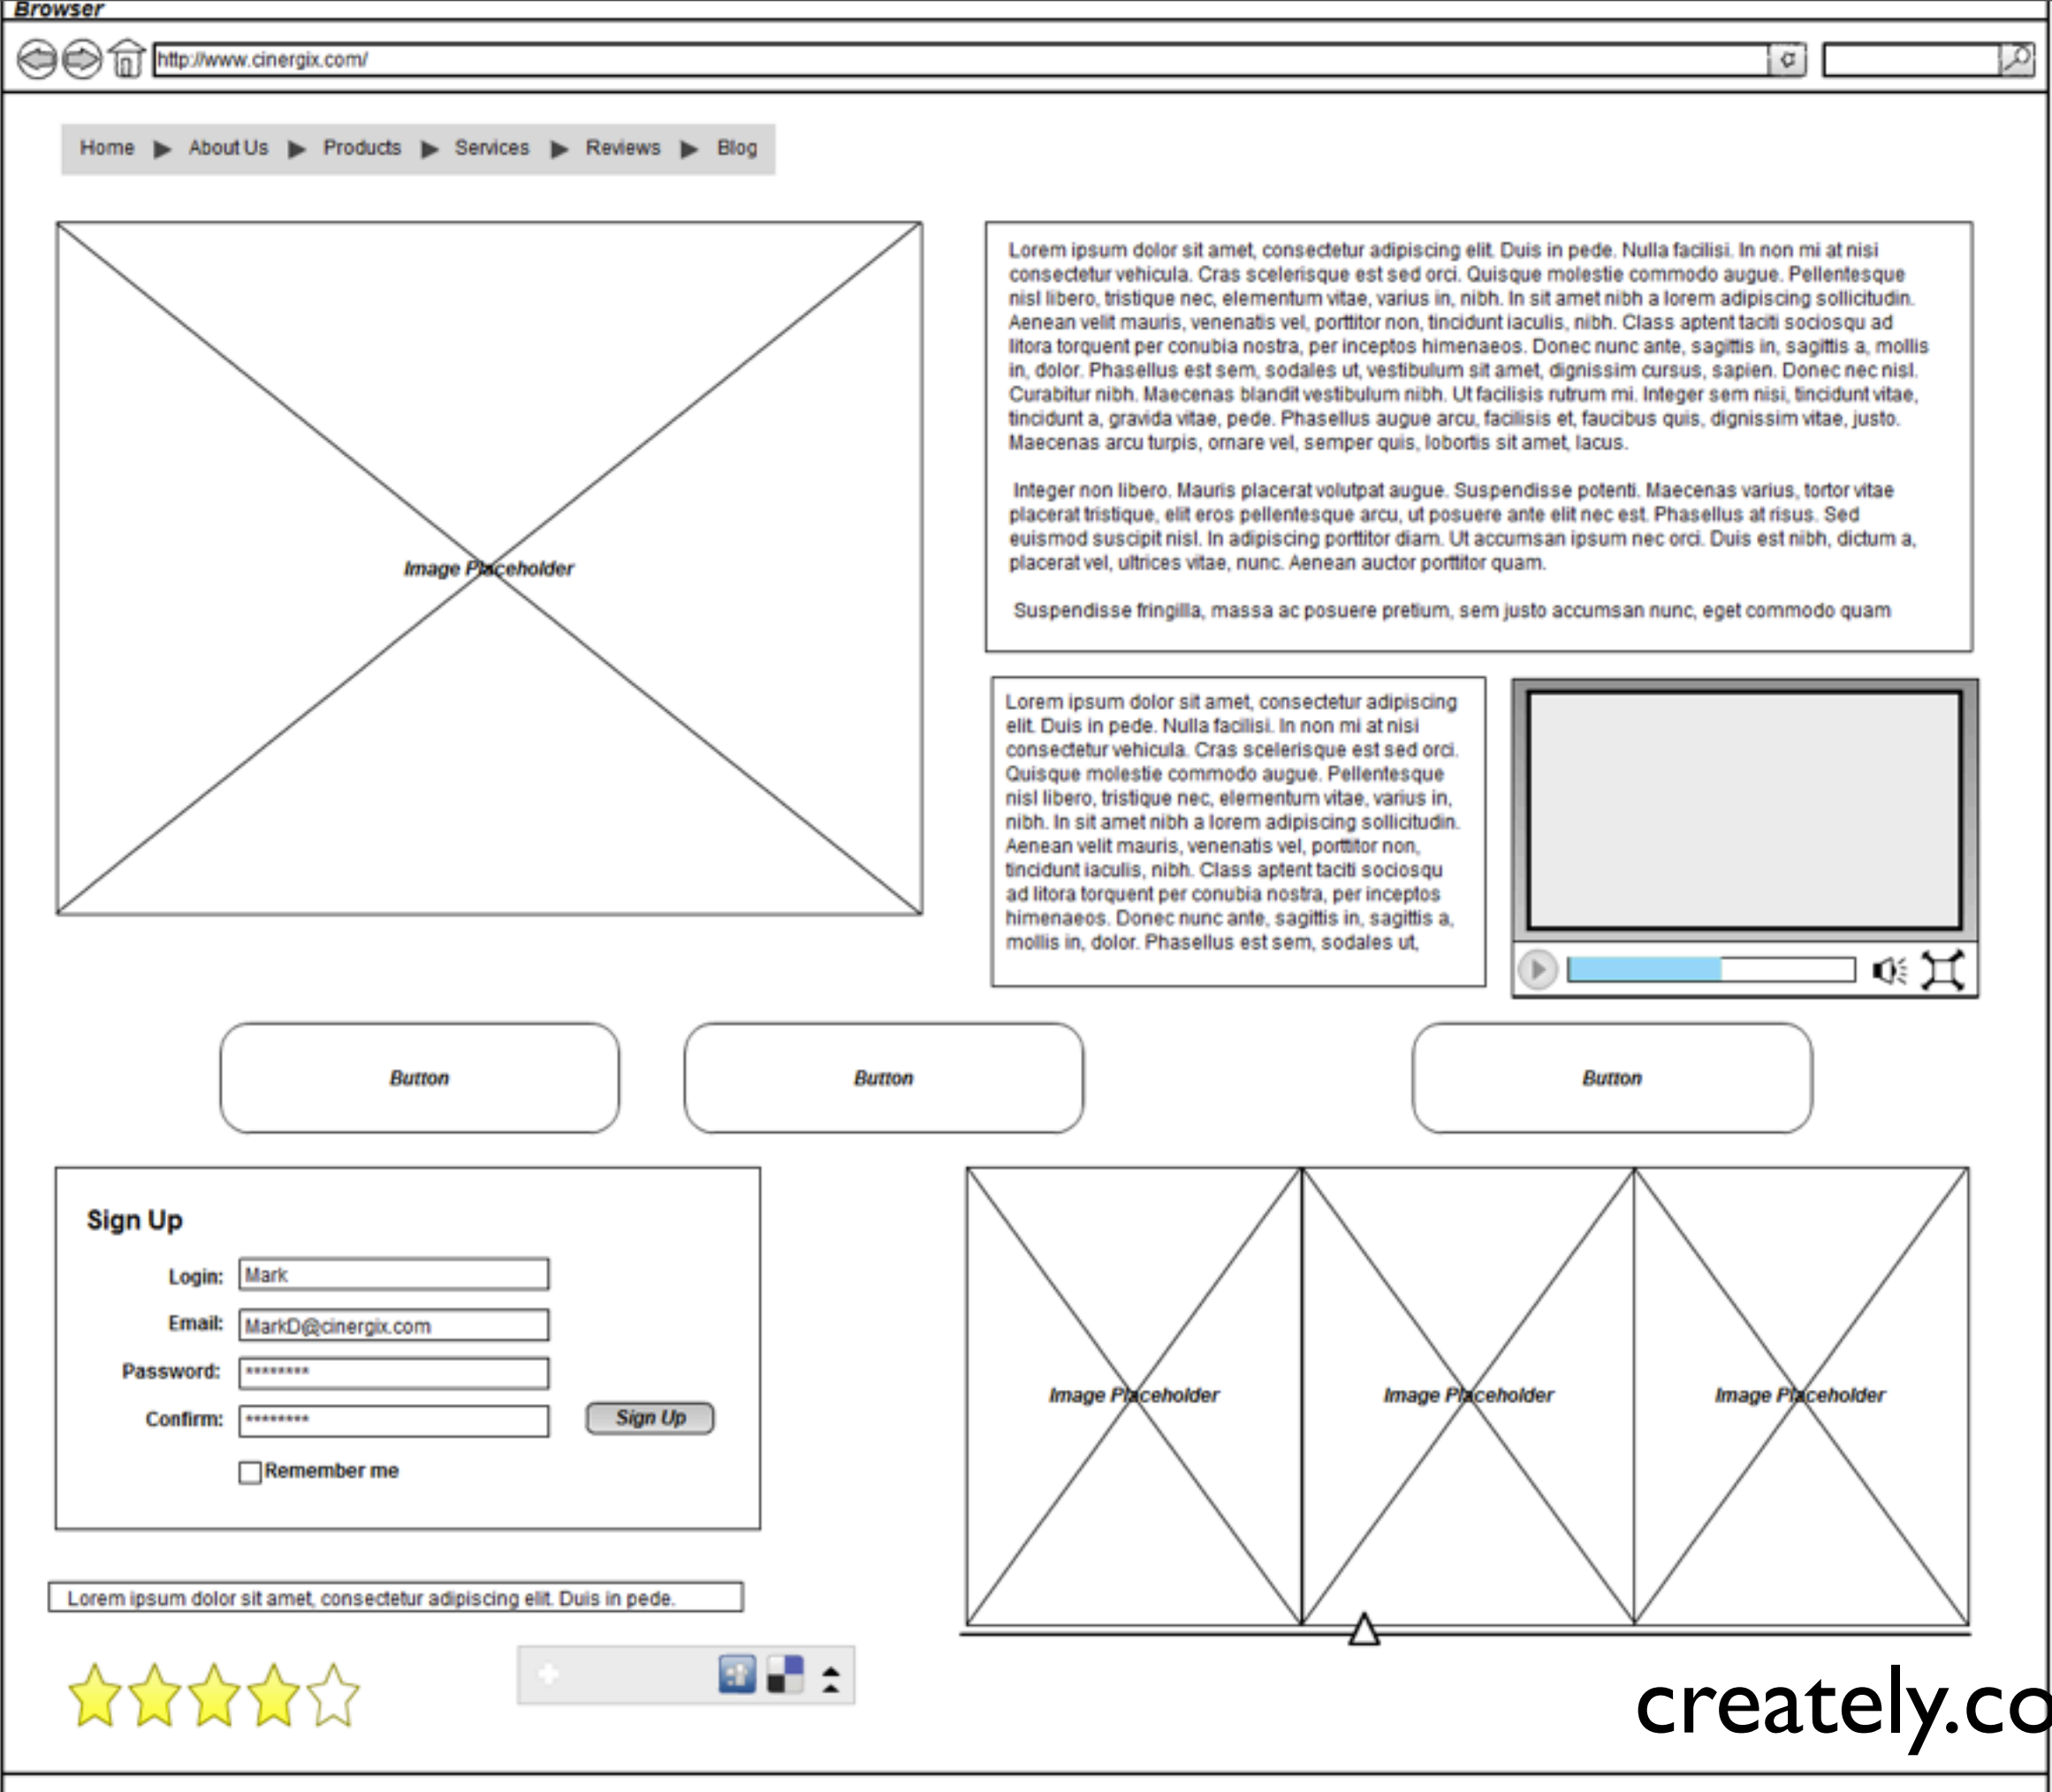 Browser
http://www.cinergix.com/
Home About Us Products Services Reviews Blog
Image Placeholder
Lorem ipsum dolor sit amet, consectetur adipiscing elit. Duis in pede. Nulla facilisi. In non mi at nisi
consectetur vehicula. Cras scelerisque est sed orci. Quisque molestie commodo augue. Pellentesque
nisl libero, tristique nec, elementum vitae, varius in, nibh. In sit amet nibh a lorem adipiscing sollicitudin.
Aenean velit mauris, venenatis vel, porttitor non, tincidunt iaculis, nibh. Class aptent taciti sociosqu ad
litora torquent per conubia nostra, per inceptos himenaeos. Donec nunc ante, sagittis in, sagittis a, mollis
in, dolor. Phasellus est sem, sodales ut, vestibulum sit amet, dignissim cursus, sapien. Donec nec nisl.
Curabitur nibh. Maecenas blandit vestibulum nibh. Ut facilisis rutrum mi. Integer sem nisi, tincidunt vitae,
tincidunt a, gravida vitae, pede. Phasellus augue arcu, facilisis et, faucibus quis, dignissim vitae, justo.
Maecenas arcu turpis, ornare vel, semper quis, lobortis sit amet, lacus.
Integer non libero. Mauris placerat volutpat augue. Suspendisse potenti. Maecenas varius, tortor vitae
placerat tristique, elit eros pellentesque arcu, ut posuere ante elit nec est. Phasellus at risus. Sed
euismod suscipit nisl. In adipiscing porttitor diam. Ut accumsan ipsum nec orci. Duis est nibh, dictum a,
placerat vel, ultrices vitae, nunc. Aenean auctor porttitor quam.
Suspendisse fringilla, massa ac posuere pretium, sem justo accumsan nunc, eget commodo quam
Lorem ipsum dolor sit amet, consectetur adipiscing
elit. Duis in pede. Nulla facilisi. In non mi at nisi
consectetur vehicula. Cras scelerisque est sed orci.
Quisque molestie commodo augue. Pellentesque
nisl libero, tristique nec, elementum vitae, varius in,
nibh. In sit amet nibh a lorem adipiscing sollicitudin.
Aenean velit mauris, venenatis vel, porttitor non,
tincidunt iaculis, nibh. Class aptent taciti sociosqu
ad litora torquent per conubia nostra, per inceptos
himenaeos. Donec nunc ante, sagittis in, sagittis a,
mollis in, dolor. Phasellus est sem, sodales ut,
Button
Button
Button
Sign Up
Login: Mark
Email: MarkD@cinergix.com
Password: ********
Confirm: ********
Sign Up
Remember me
Image Placeholder
Image Placeholder
Image Placeholder
Lorem ipsum dolor sit amet, consectetur adipiscing elit. Duis in pede.
creately.co